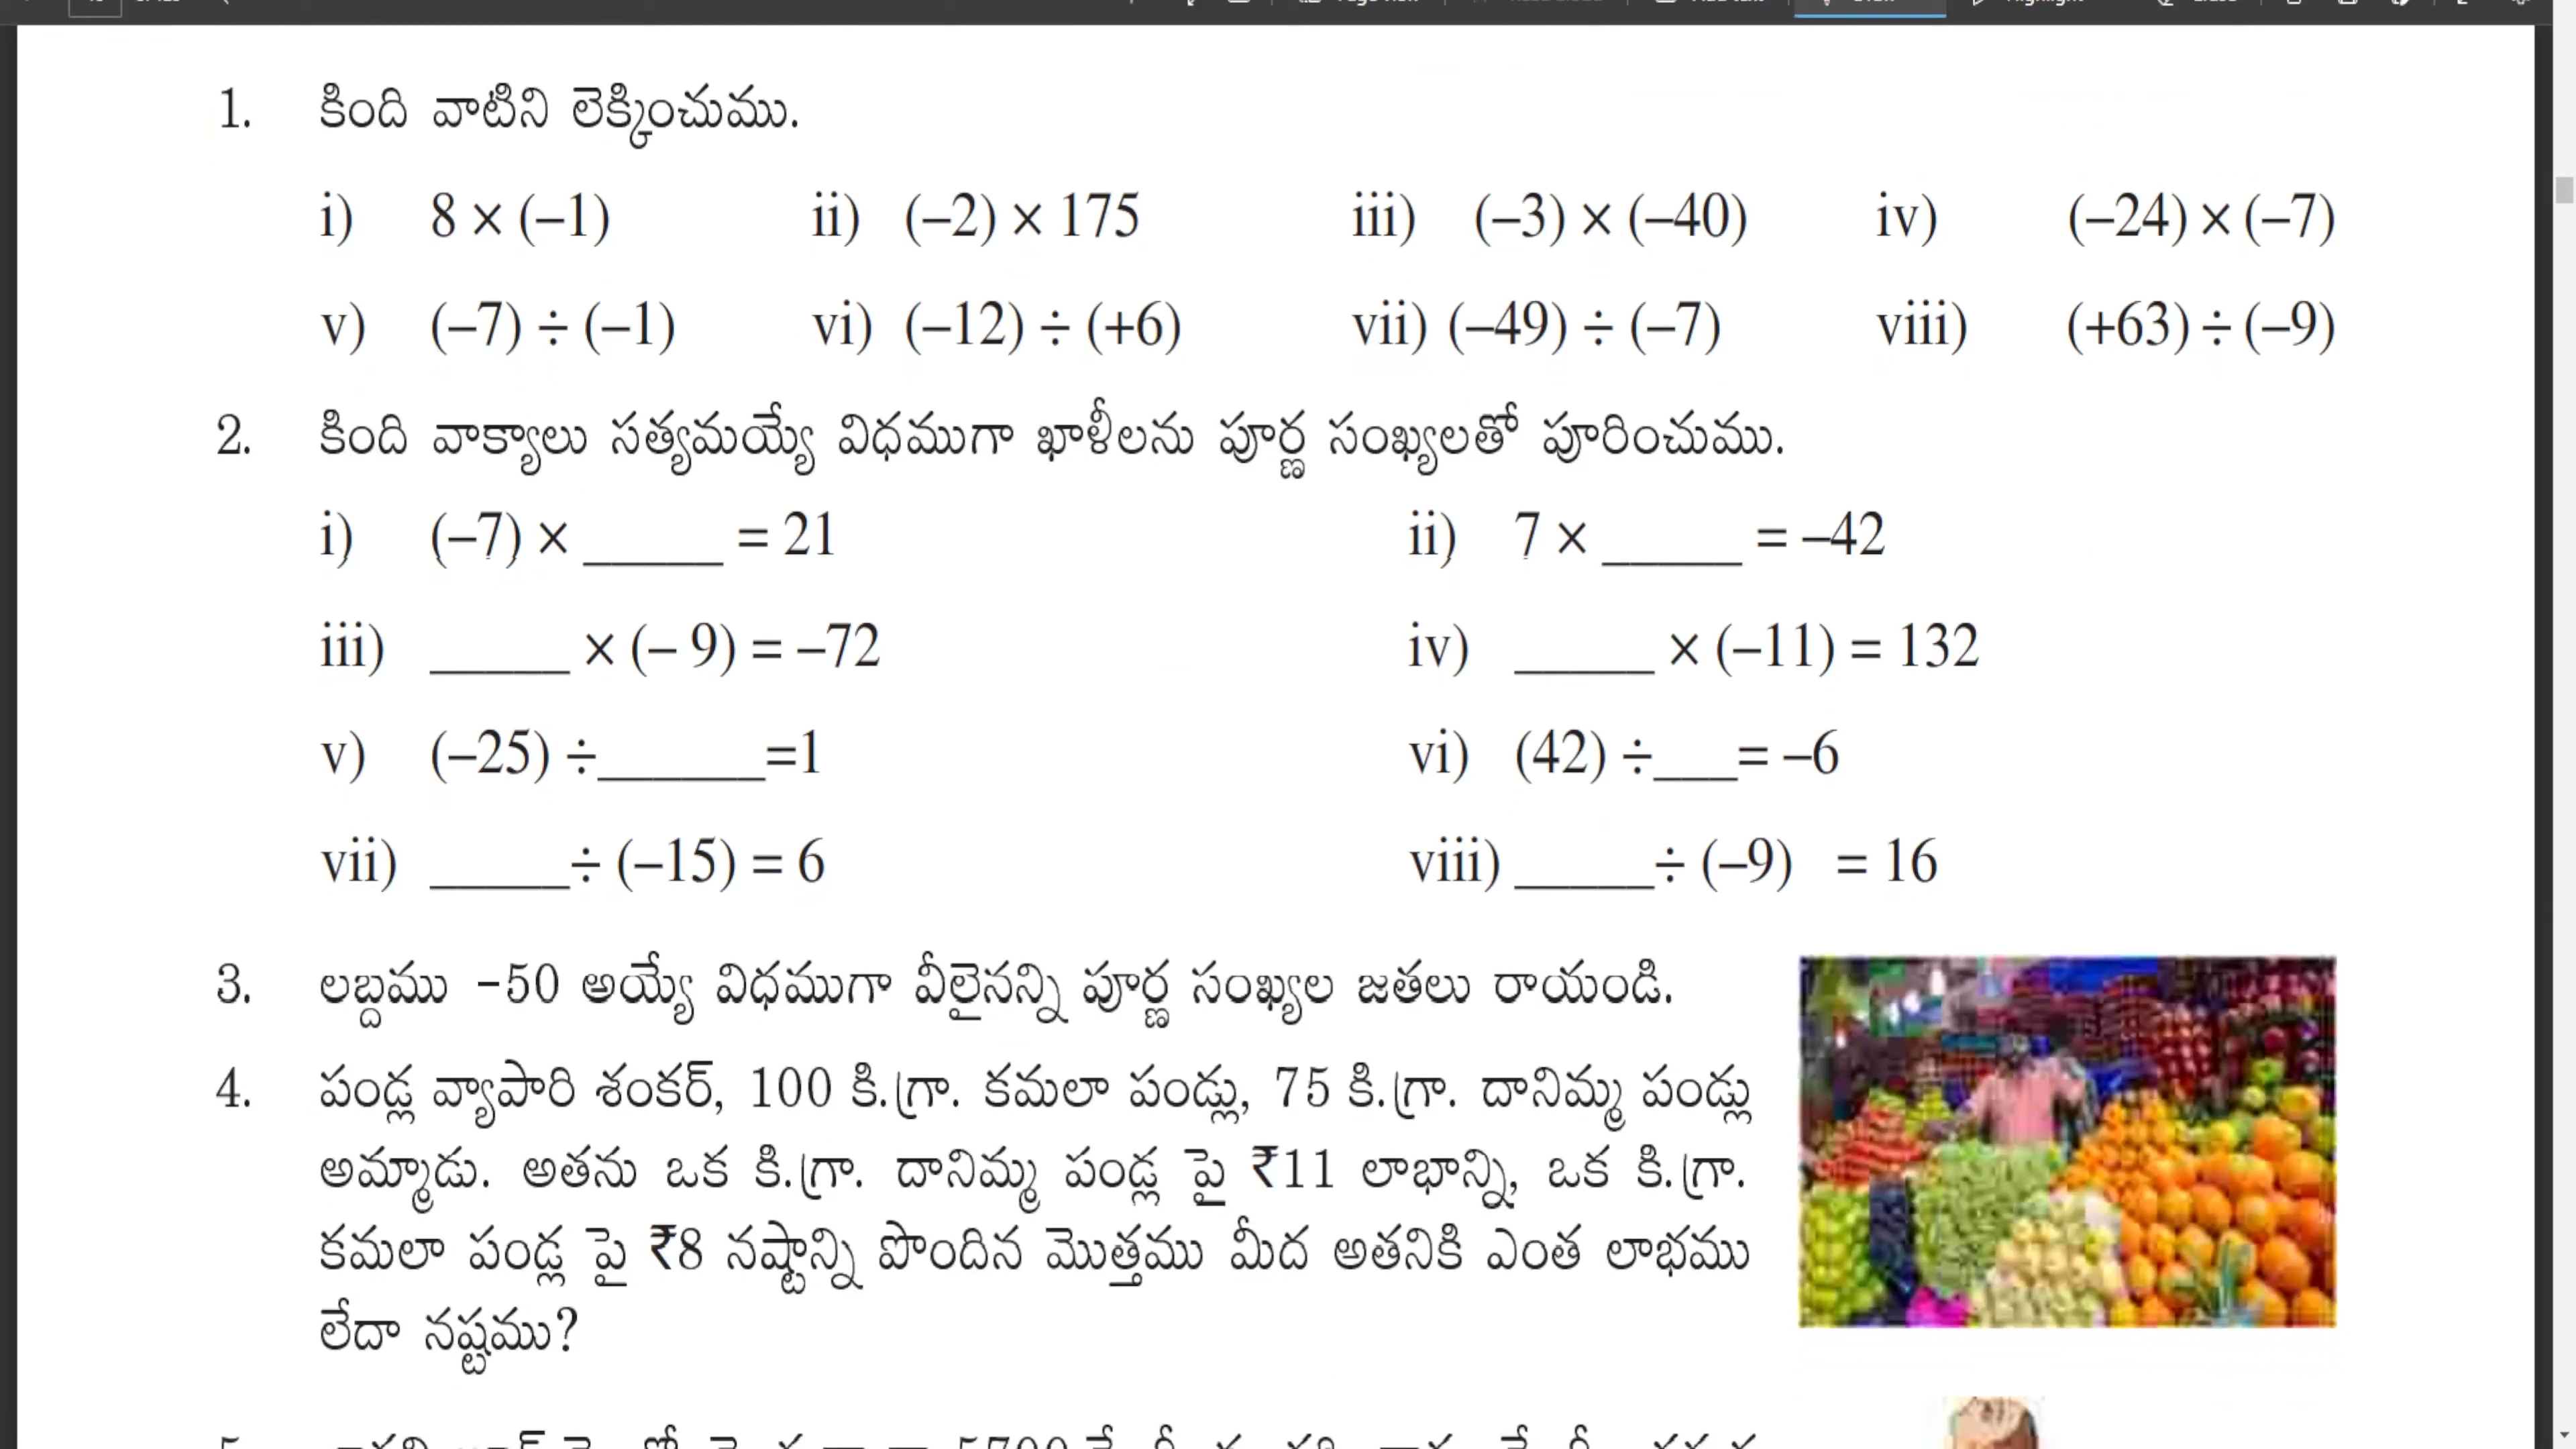 1. కింది వాటిని లెక్కించుము.
i) 8 × (–1) ii) (–2) × 175 iii) (–3) × (–40) iv) (–24) × (–7)
v) (–7) ÷ (–1) vi) (–12) ÷ (+6) vii) (–49) ÷ (–7) viii) (+63) ÷ (–9)
2. కింది వాక్యాలు సత్యమయ్యే విధముగా ఖాళీలను పూర్ణ సంఖ్యలతో పూరించుము.
i) (–7) × _____ = 21 ii) 7 × _____ = –42
iii) _____ × (– 9) = –72 iv) _____ × (–11) = 132
v) (–25) ÷______=1 vi) (42) ÷___= –6
vii) _____÷ (–15) = 6 viii) _____÷ (–9) = 16
3. లబ్దము -50 అయ్యే విధముగా వీలైనన్ని పూర్ణ సంఖ్యల జతలు రాయండి.
4. పండ్ల వ్యాపారి శంకర్, 100 కి.గ్రా. కమలా పండ్లు, 75 కి.గ్రా. దానిమ్మ పండ్లు
అమ్మాడు. అతను ఒక కి.గ్రా. దానిమ్మ పండ్ల పై ₹11 లాభాన్ని, ఒక కి.గ్రా.
కమలా పండ్ల పై ₹8 నష్టాన్ని పొందిన మొత్తము మీద అతనికి ఎంత లాభము
లేదా నష్టము?